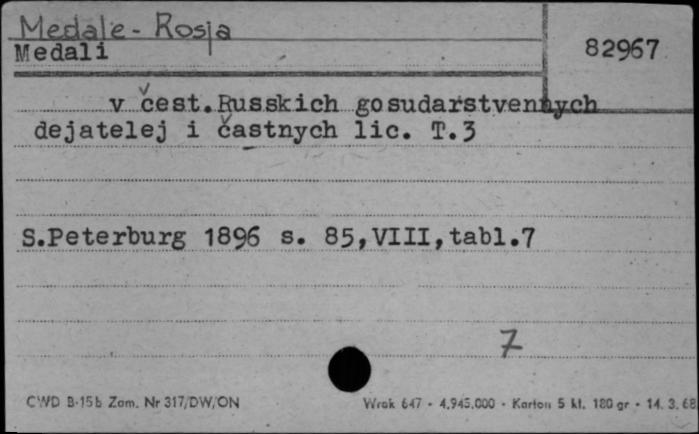 Medale - Rosja
Medali
82967
v čest.Russkich gosudarstvennych
dejatelej i častnych lic. T.3
S.Peterburg 1896 s. 85,VIII,tabl.7
7
CWD B-15b Zam. Nr 317/DW/ON
Wrak 647 - 4.945.000 - Karton 5 kl. 180 gr - 14. 3. 68